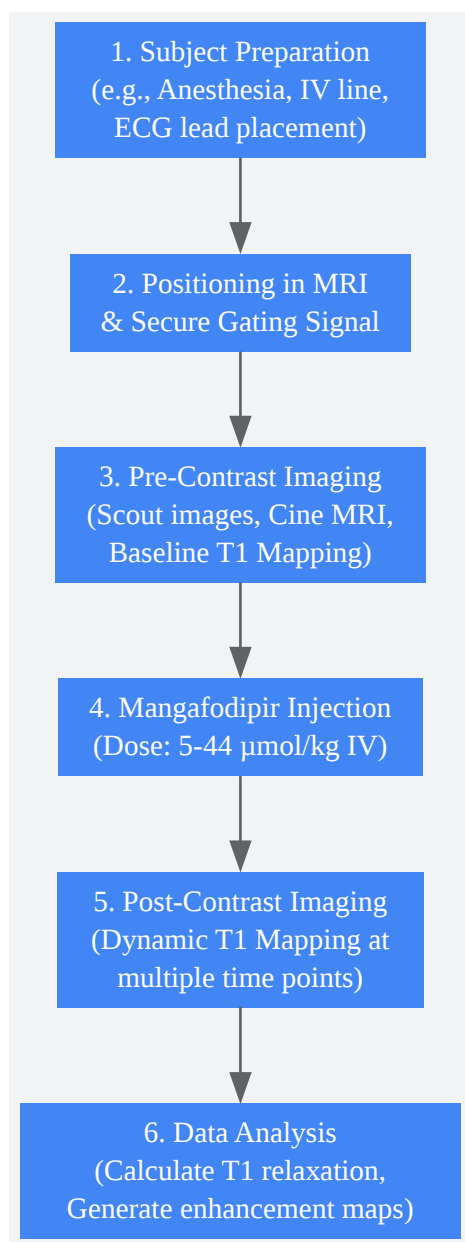 1. Subject Preparation
(e.g., Anesthesia, IV line,
ECG lead placement)
2. Positioning in MRI
& Secure Gating Signal
3. Pre-Contrast Imaging
(Scout images, Cine MRI,
Baseline T1 Mapping)
4. Mangafodipir Injection
(Dose: 5-44 µmol/kg IV)
5. Post-Contrast Imaging
(Dynamic T1 Mapping at
multiple time points)
6. Data Analysis
(Calculate T1 relaxation,
Generate enhancement maps)